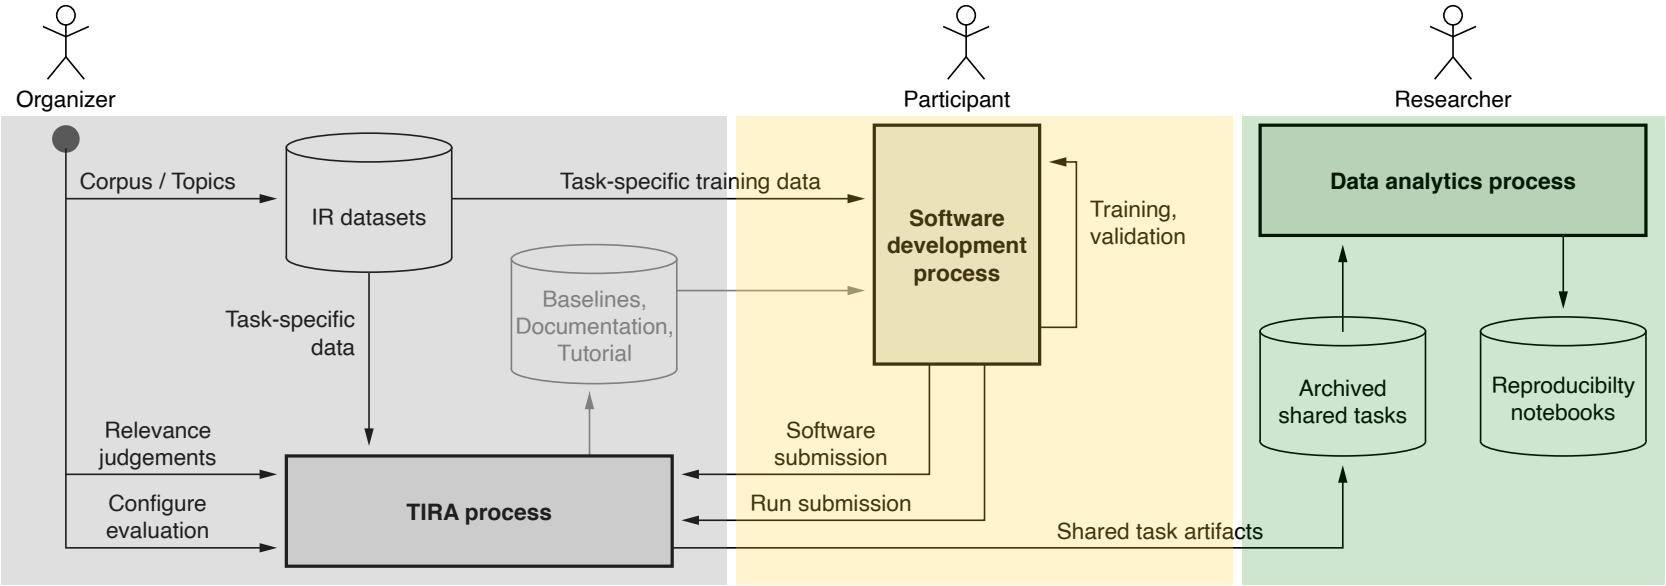 Organizer
Participant
Researcher
Corpus / Topics
IR datasets
Task-specific training data
Software
development
process
Training,
validation
Data analytics process
Task-specific
data
Baselines,
Documentation,
Tutorial
Archived
shared tasks
Reproducibilty
notebooks
Relevance
judgements
Configure
evaluation
TIRA process
Software
submission
Run submission
Shared task artifacts